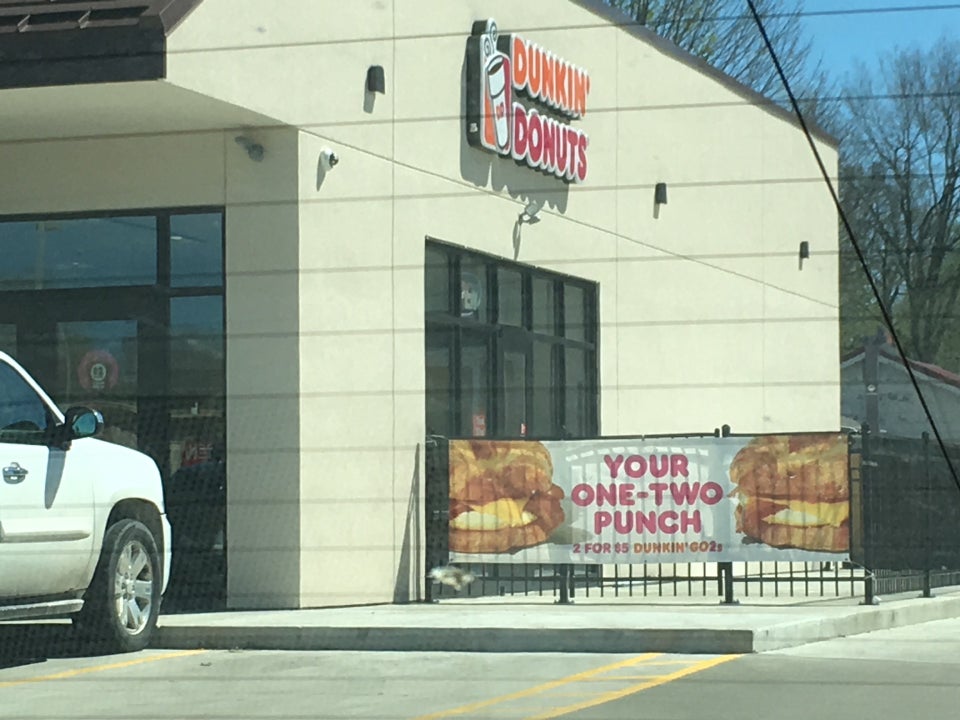 DUNKIN'
DONUTS
YOUR
ONE-TWO
PUNCH
2 FOR $5 DUNKIN' GO2s